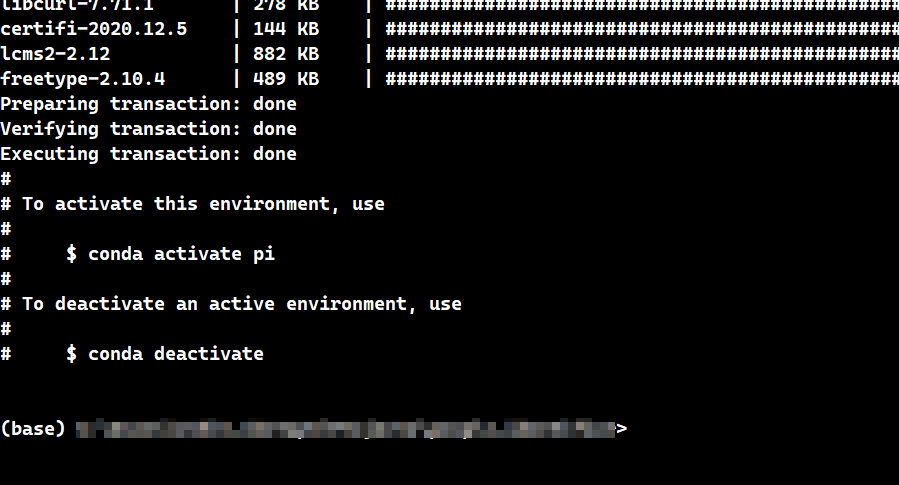 libcurl-7.71.1 | 278 KB | ###############################################
certifi-2020.12.5 | 144 KB | ###############################################
lcms2-2.12 | 882 KB | ###############################################
freetype-2.10.4 | 489 KB | ###############################################
Preparing transaction: done
Verifying transaction: done
Executing transaction: done
#
# To activate this environment, use
#
# $ conda activate pi
#
# To deactivate an active environment, use
#
# $ conda deactivate
(base) >